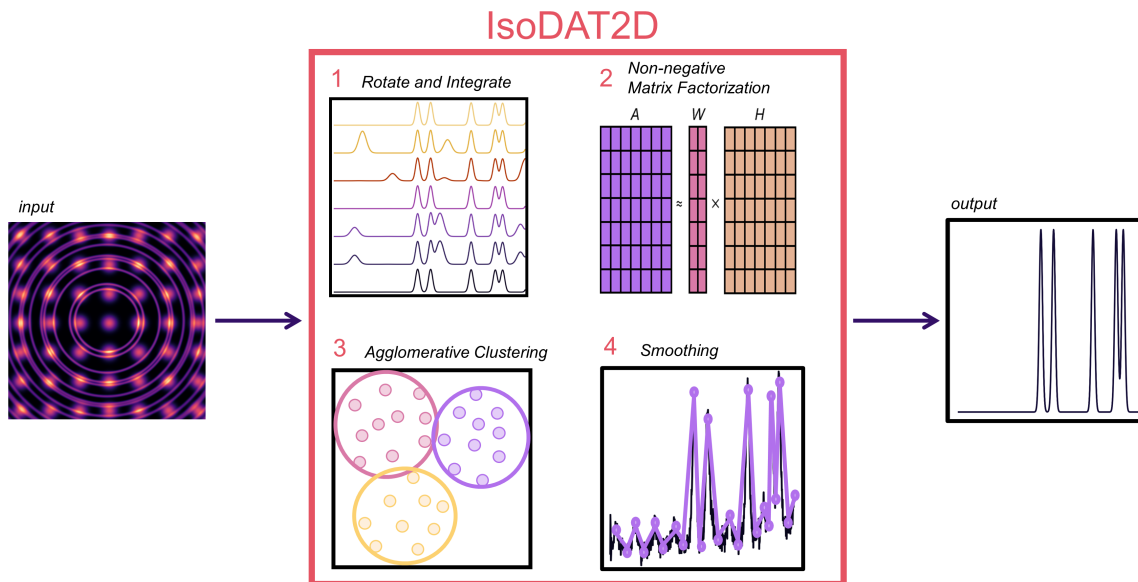 IsoDAT2D
1 Rotate and Integrate
2 Non-negative
Matrix Factorization
A W H
≈ ×
input
output
3 Agglomerative Clustering
4 Smoothing